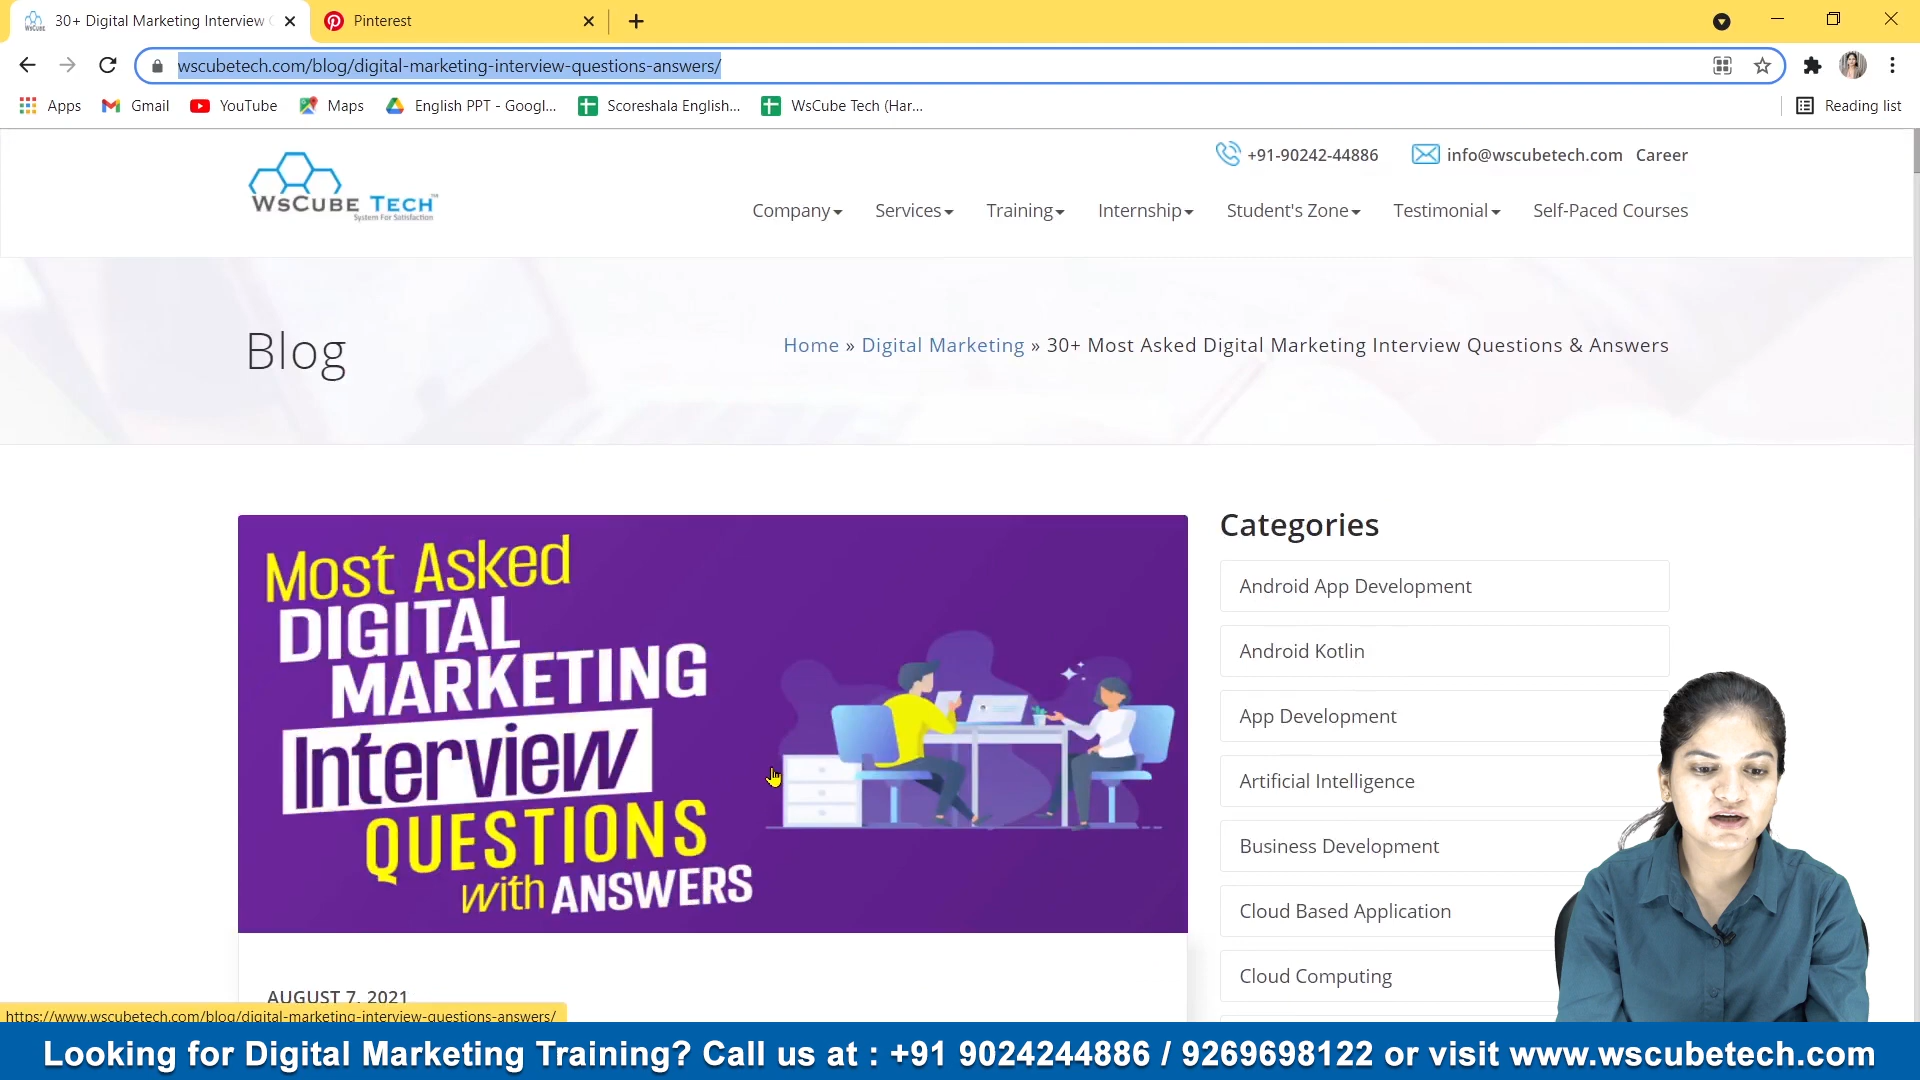 30+ Digital Marketing Interview
Pinterest
wscubetech.com/blog/digital-marketing-interview-questions-answers/
Apps
Gmail
YouTube
Maps
English PPT - Googl...
Scoreshala English...
WsCube Tech (Har...
Reading list
+91-90242-44886
info@wscubetech.com
Career
WsCube Tech
System For Satisfaction
Company
Services
Training
Internship
Student's Zone
Testimonial
Self-Paced Courses
Blog
Home » Digital Marketing » 30+ Most Asked Digital Marketing Interview Questions & Answers
Most Asked
DIGITAL
MARKETING
Interview
QUESTIONS
with ANSWERS
Categories
Android App Development
Android Kotlin
App Development
Artificial Intelligence
Business Development
Cloud Based Application
Cloud Computing
AUGUST 7, 2021
https://www.wscubetech.com/blog/digital-marketing-interview-questions-answers/
Looking for Digital Marketing Training? Call us at : +91 9024244886 / 9269698122 or visit www.wscubetech.com